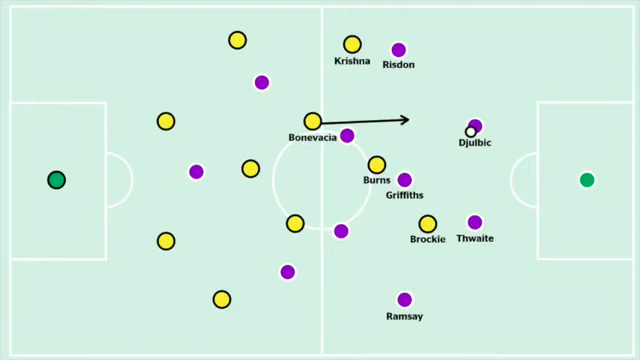 Krishna
Risdon
Bonevacia
Djulbic
Burns
Griffiths
Brockie
Thwaite
Ramsay